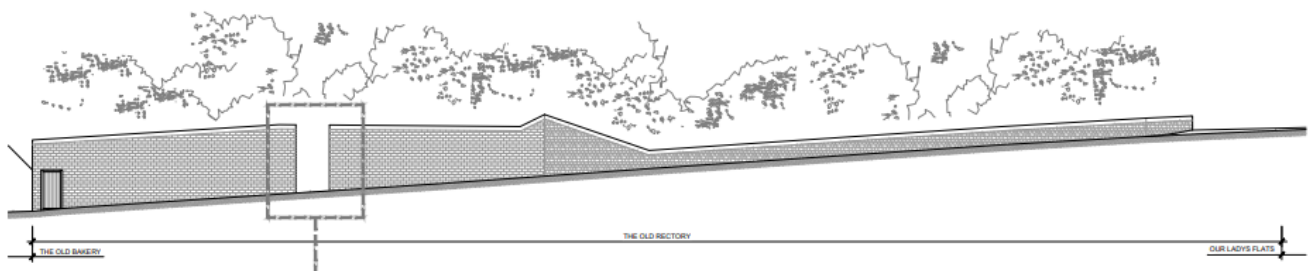 THE OLD RECTORY
THE OLD BAKERY
OUR LADYS FLATS